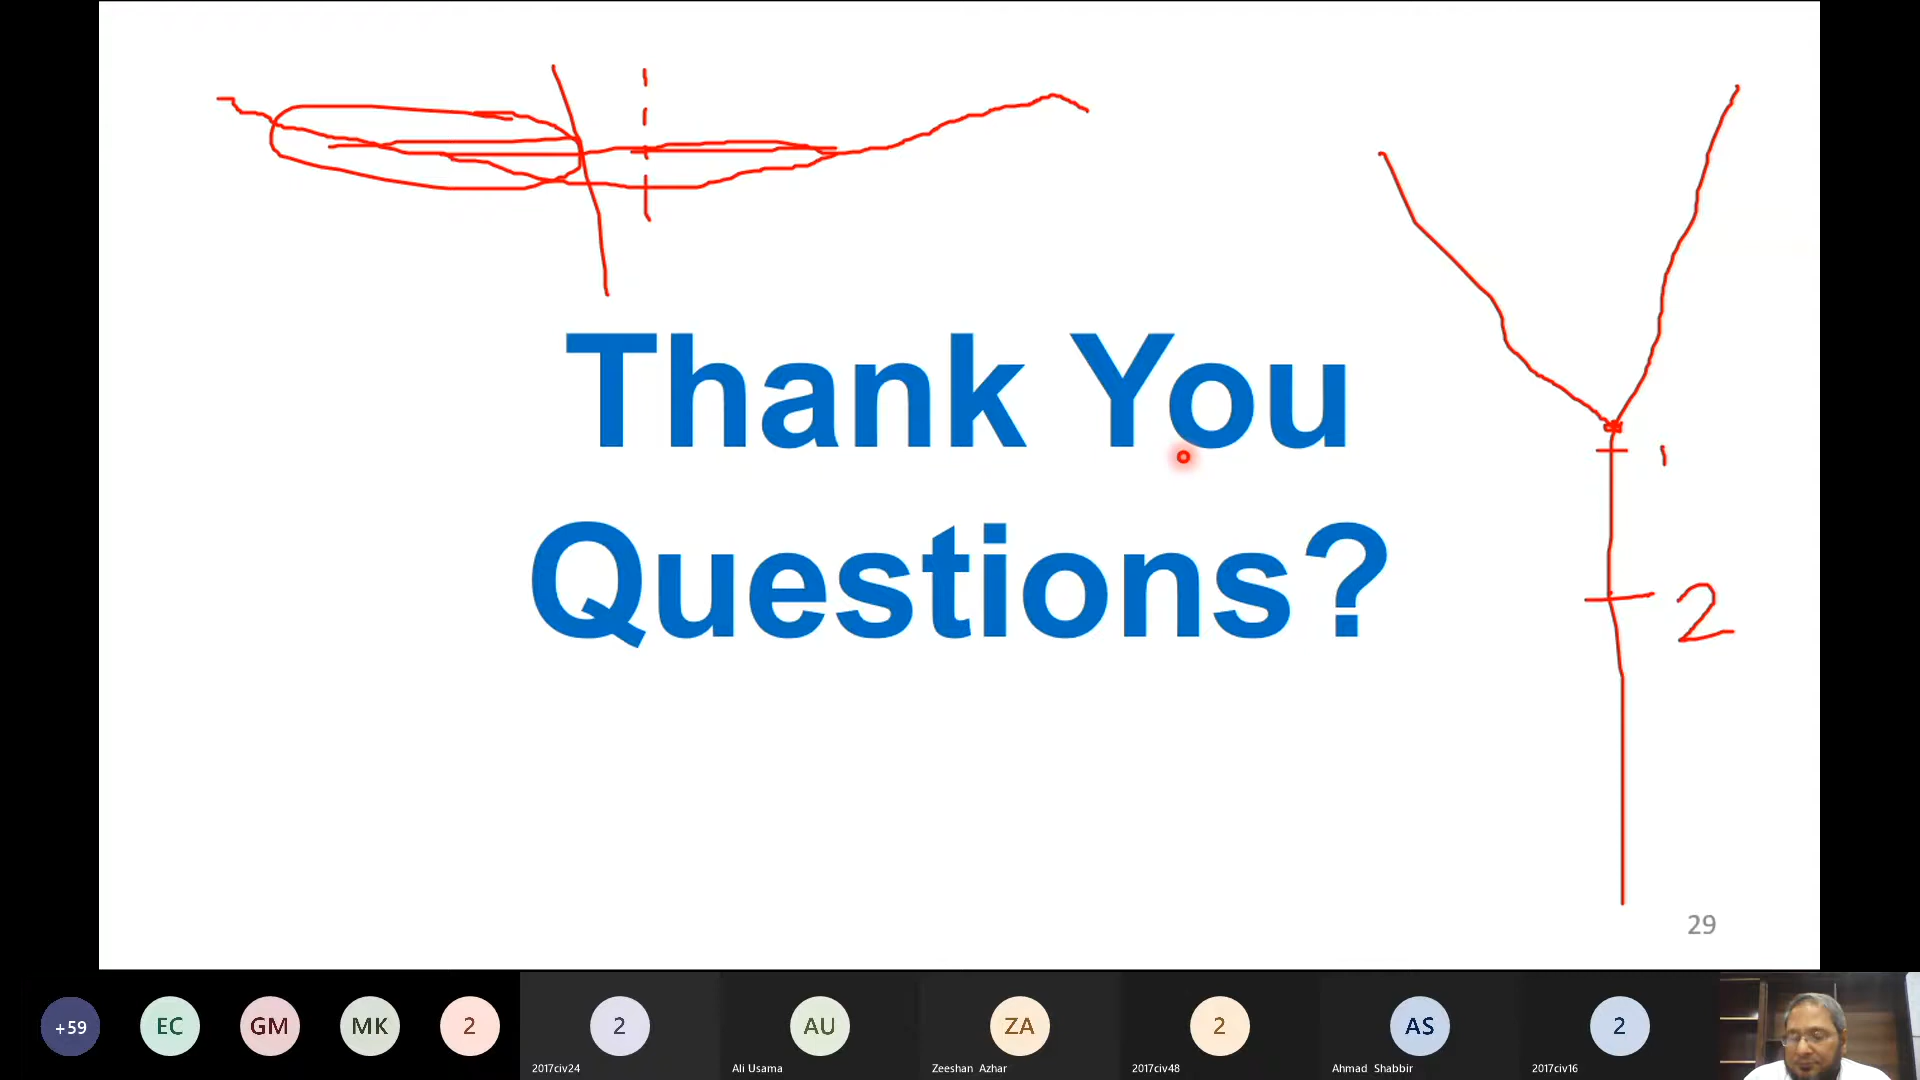 Thank You
Questions?
1
2
29
+59
EC
GM
MK
2
2
2017civ24
AU
Ali Usama
ZA
Zeeshan Azhar
2
2017civ48
AS
Ahmad Shabbir
2
2017civ16